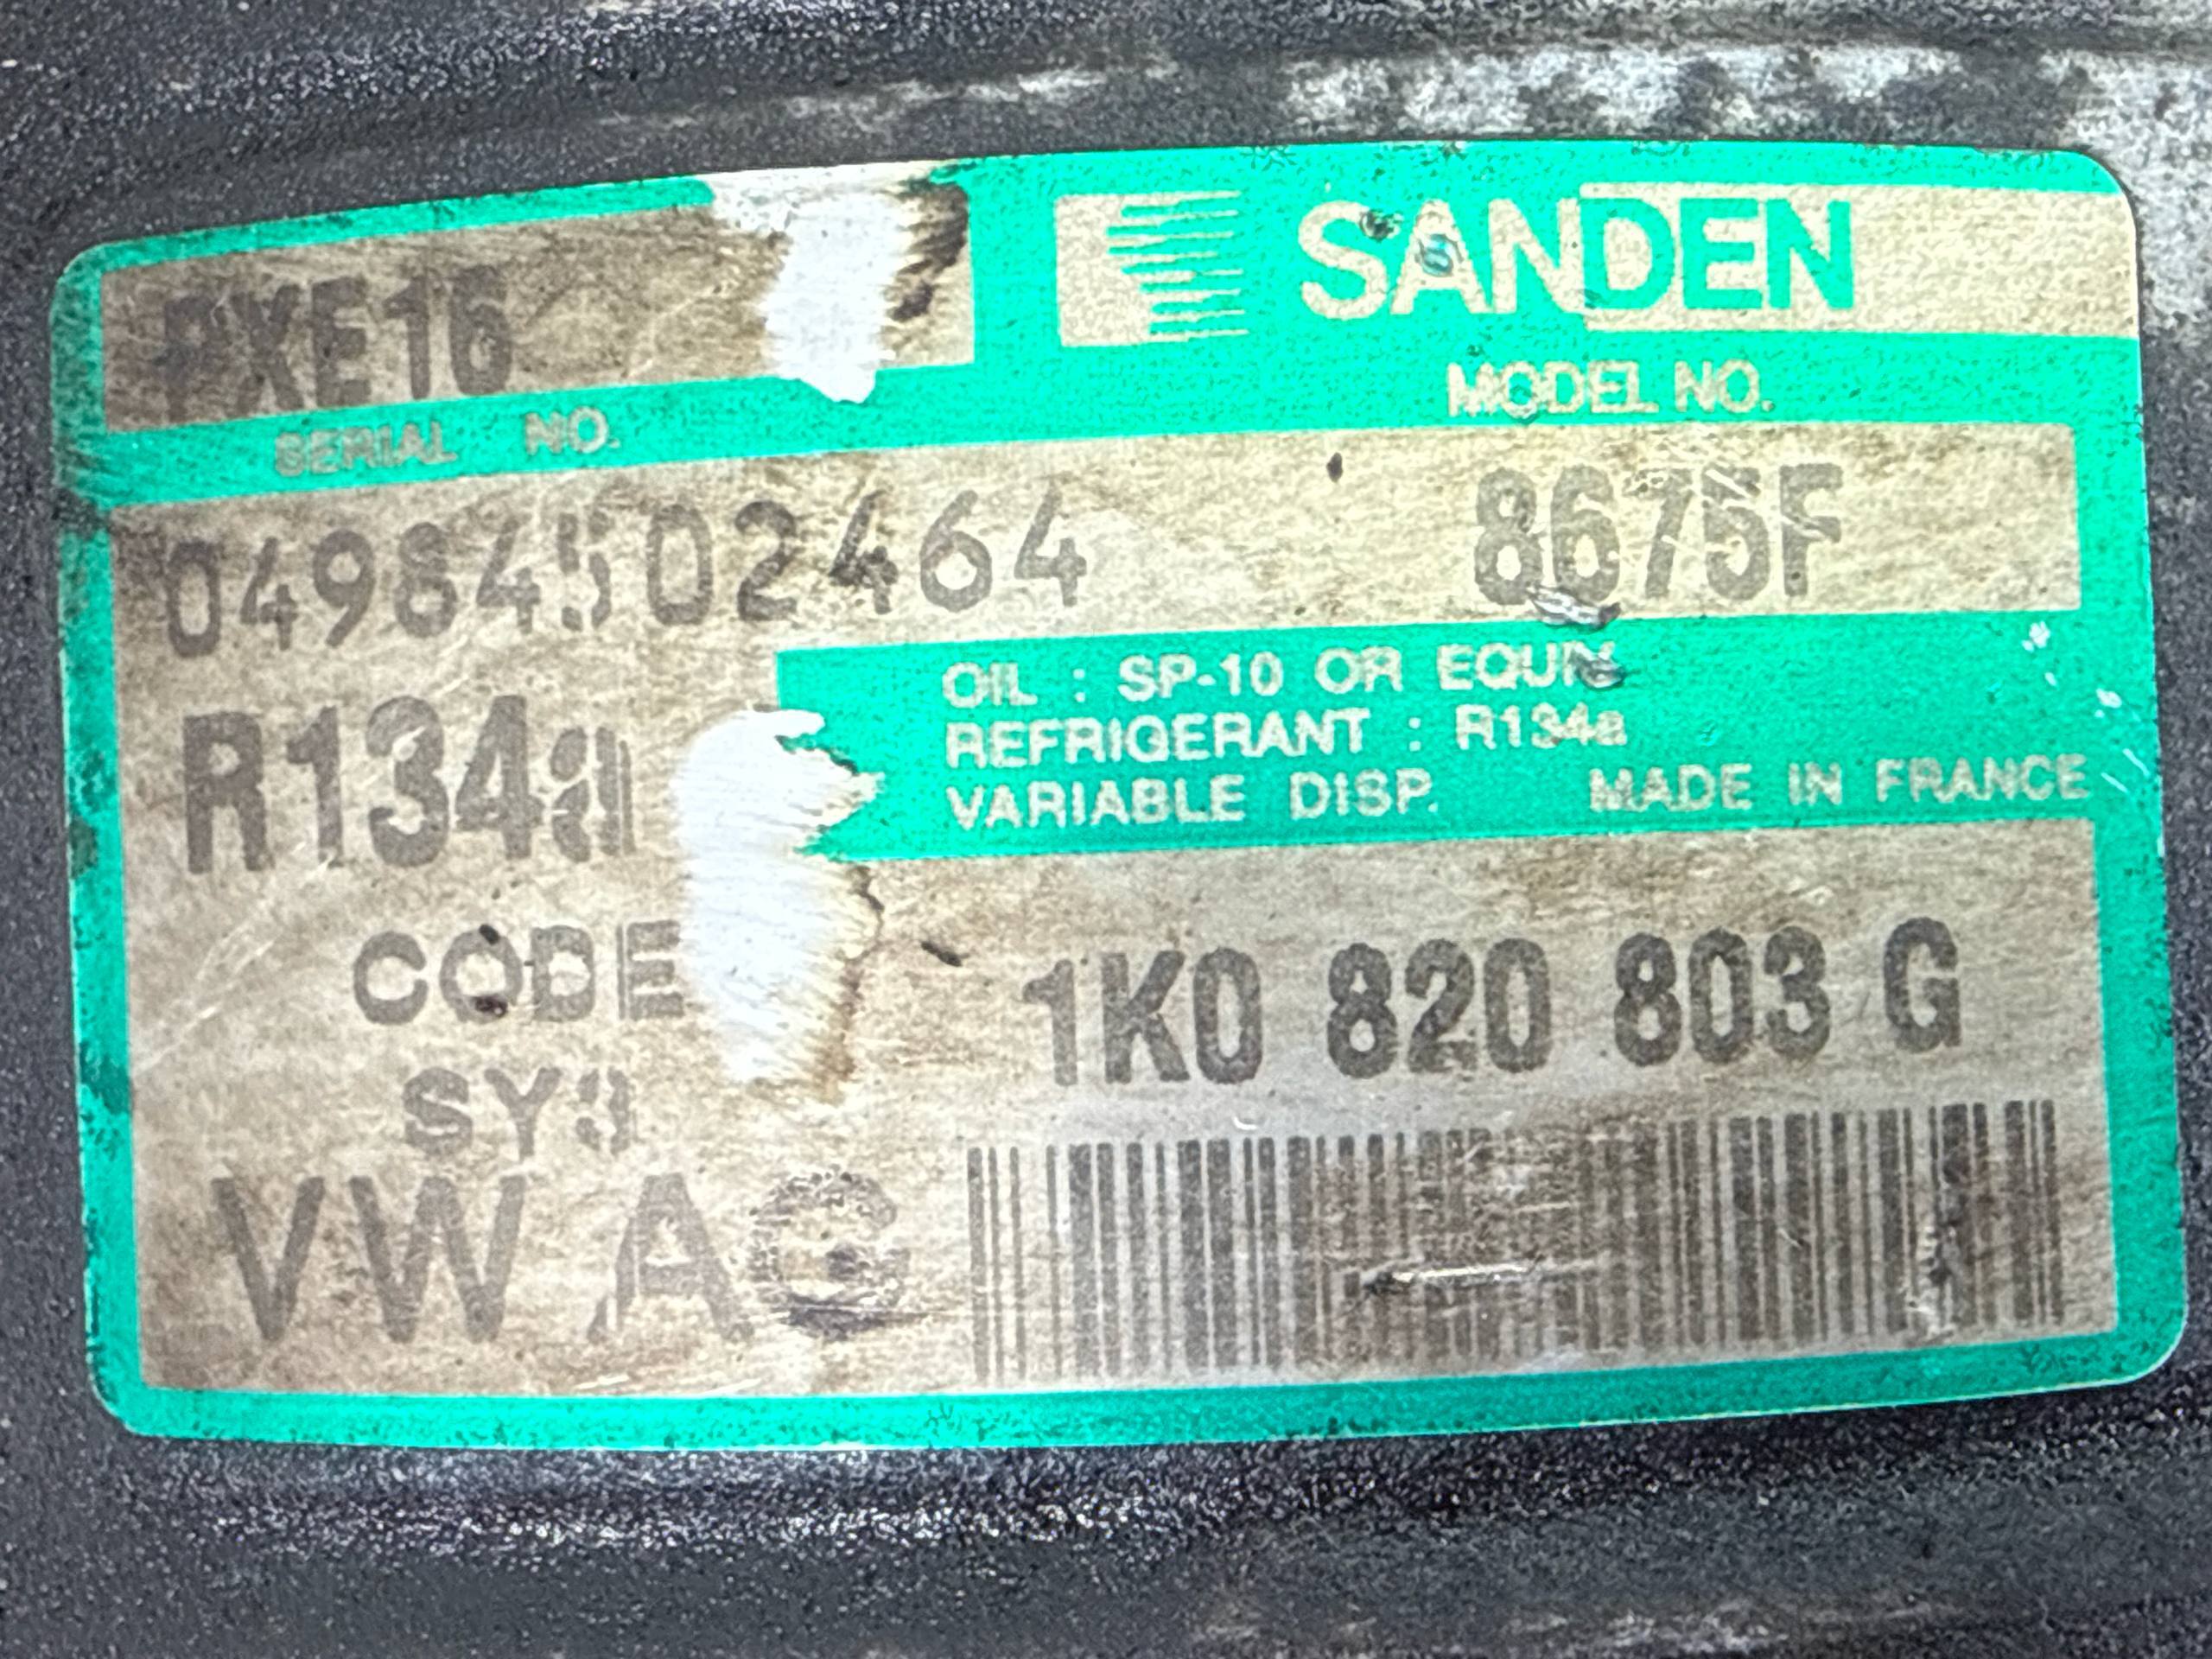 PXE16
SANDEN
SERIAL NO.
MODEL NO.
04984502464
8675F
R134a
OIL : SP-10 OR EQUIV
REFRIGERANT : R134a
VARIABLE DISP. MADE IN FRANCE
CODE
1K0 820 803 G
VW AG